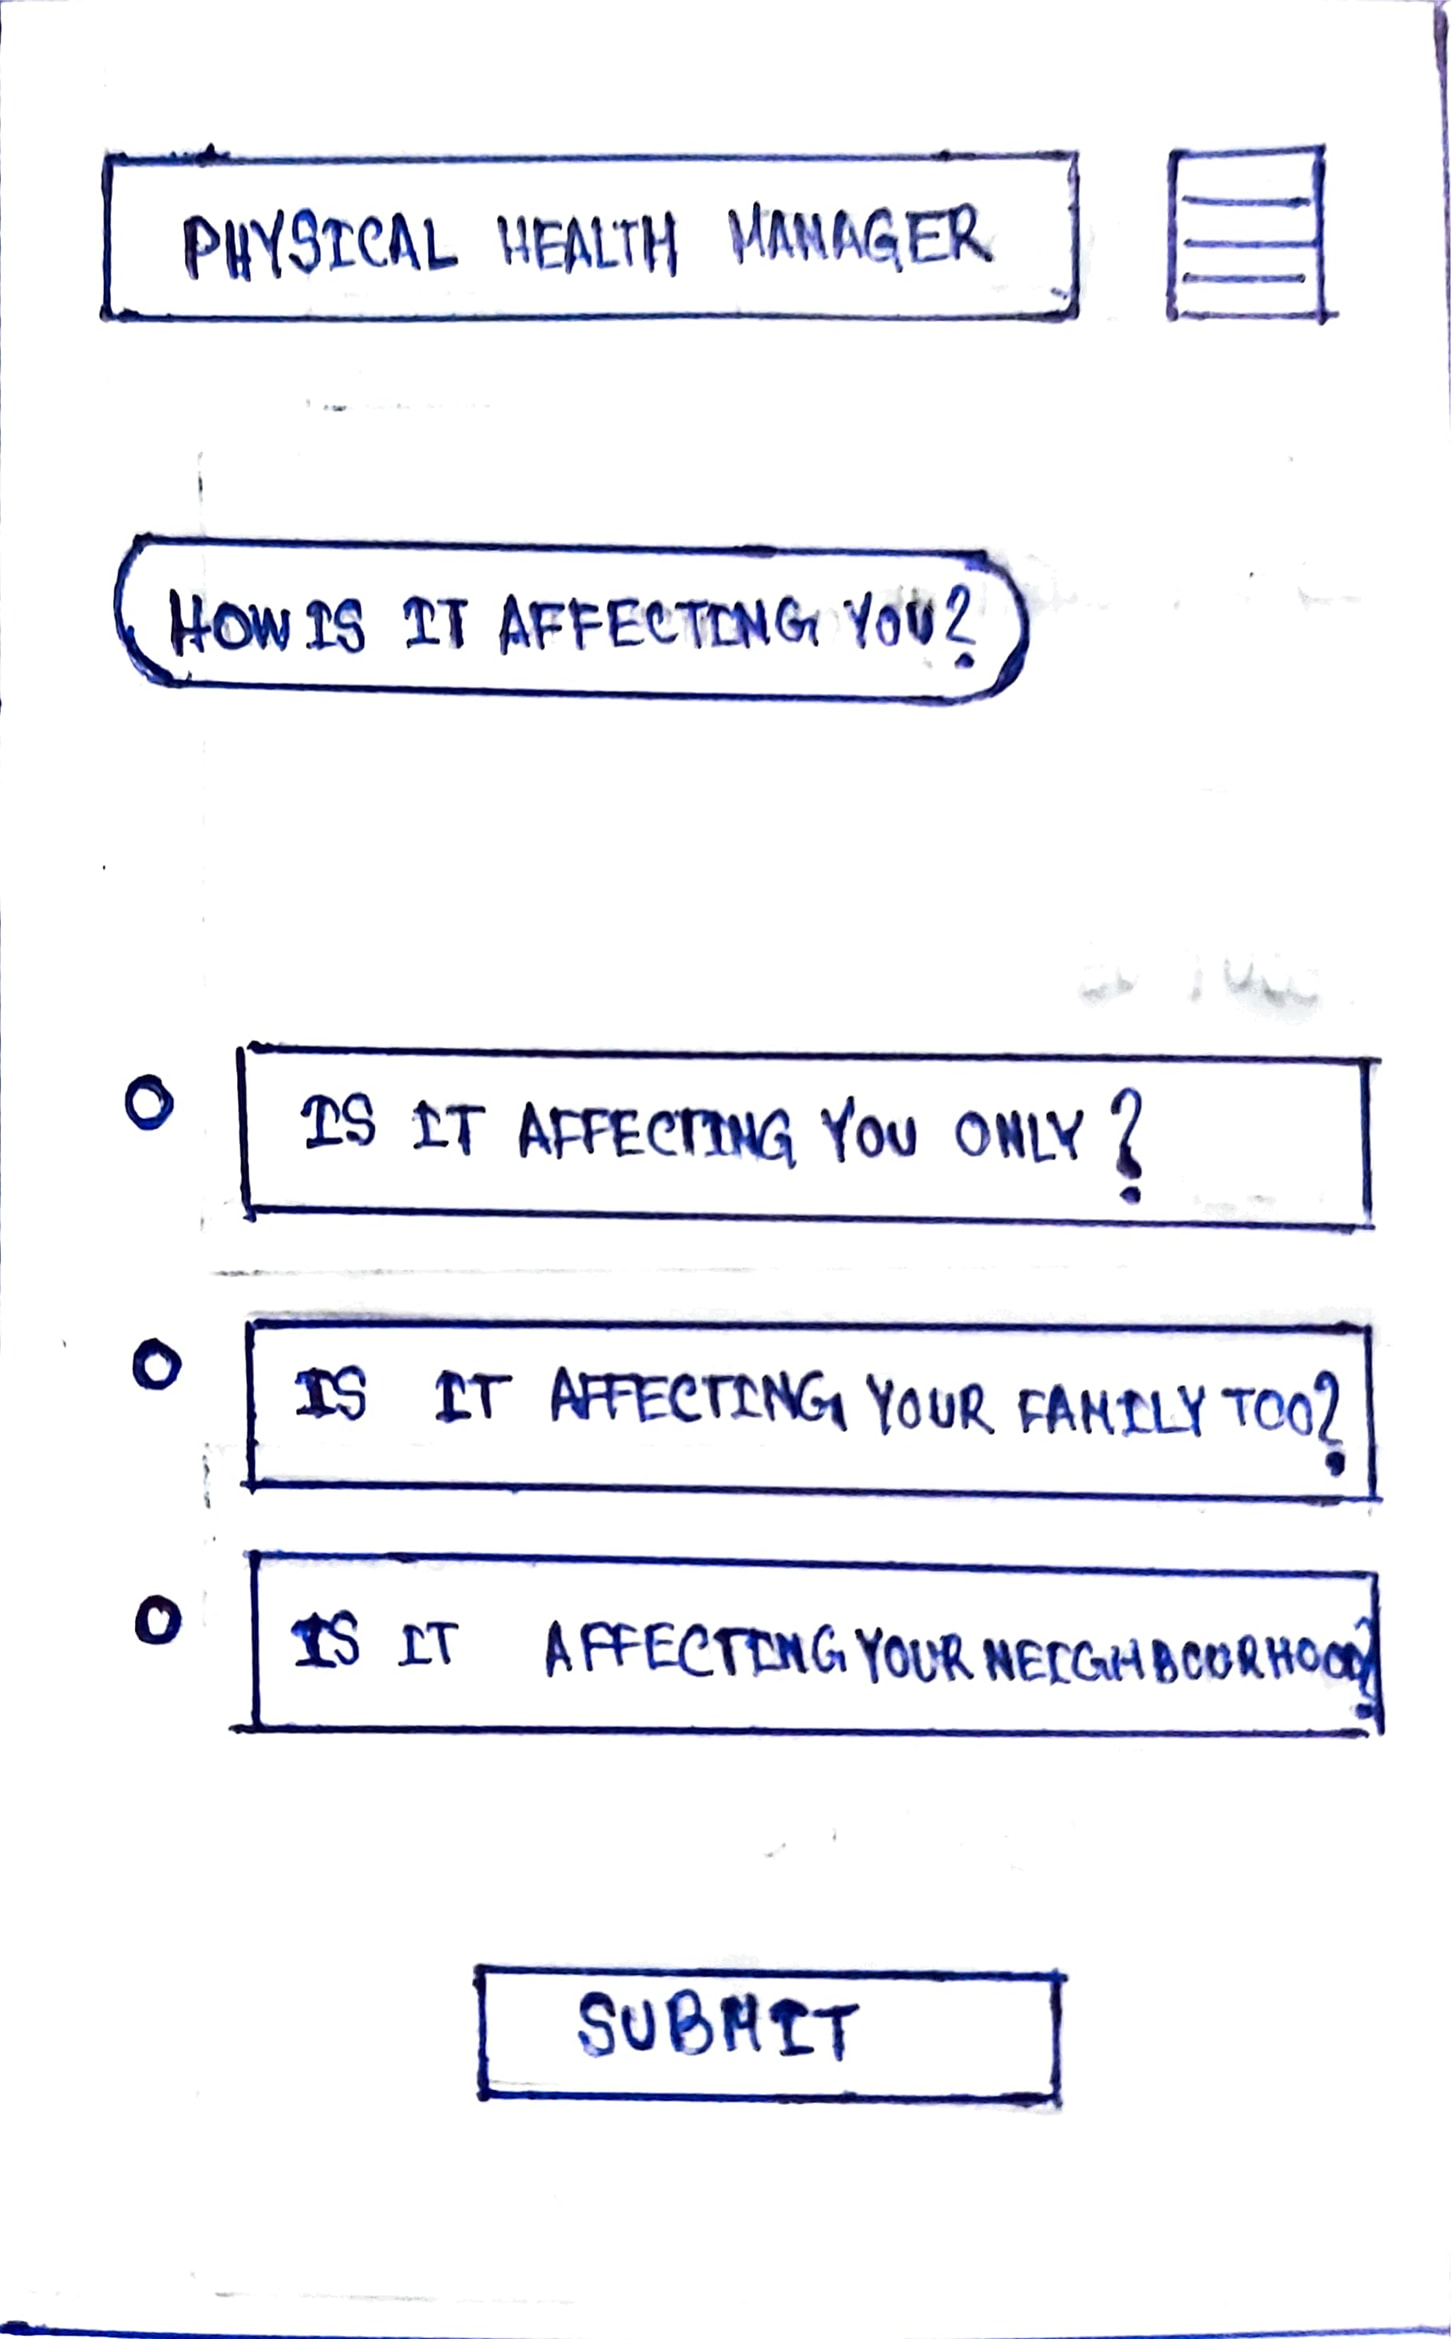 PHYSICAL HEALTH MANAGER
HOW IS IT AFFECTING YOU?
IS IT AFFECTING YOU ONLY?
IS IT AFFECTING YOUR FAMILY TOO?
IS IT AFFECTING YOUR NEIGHBOURHOOD?
SUBMIT